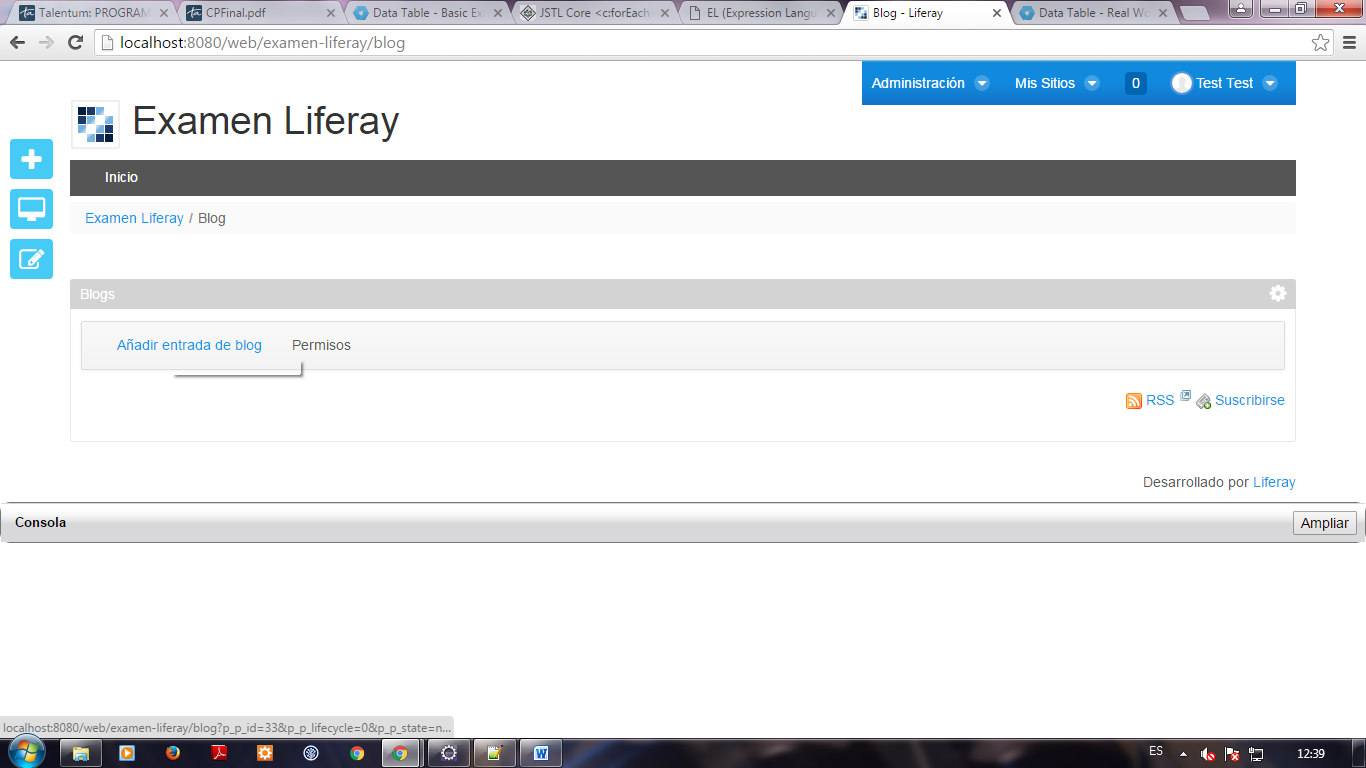 Talentum: PROGRAM
CPFinal.pdf
Data Table - Basic Ex
JSTL Core <c:forEach
EL (Expression Langu
Blog - Liferay
Data Table - Real Wo
localhost:8080/web/examen-liferay/blog
Administración
Mis Sitios
0
Test Test
Examen Liferay
Inicio
Examen Liferay / Blog
Blogs
Añadir entrada de blog
Permisos
RSS
Suscribirse
Desarrollado por Liferay
Consola
Ampliar
localhost:8080/web/examen-liferay/blog?p_p_id=33&p_p_lifecycle=0&p_p_state=n...
ES
12:39